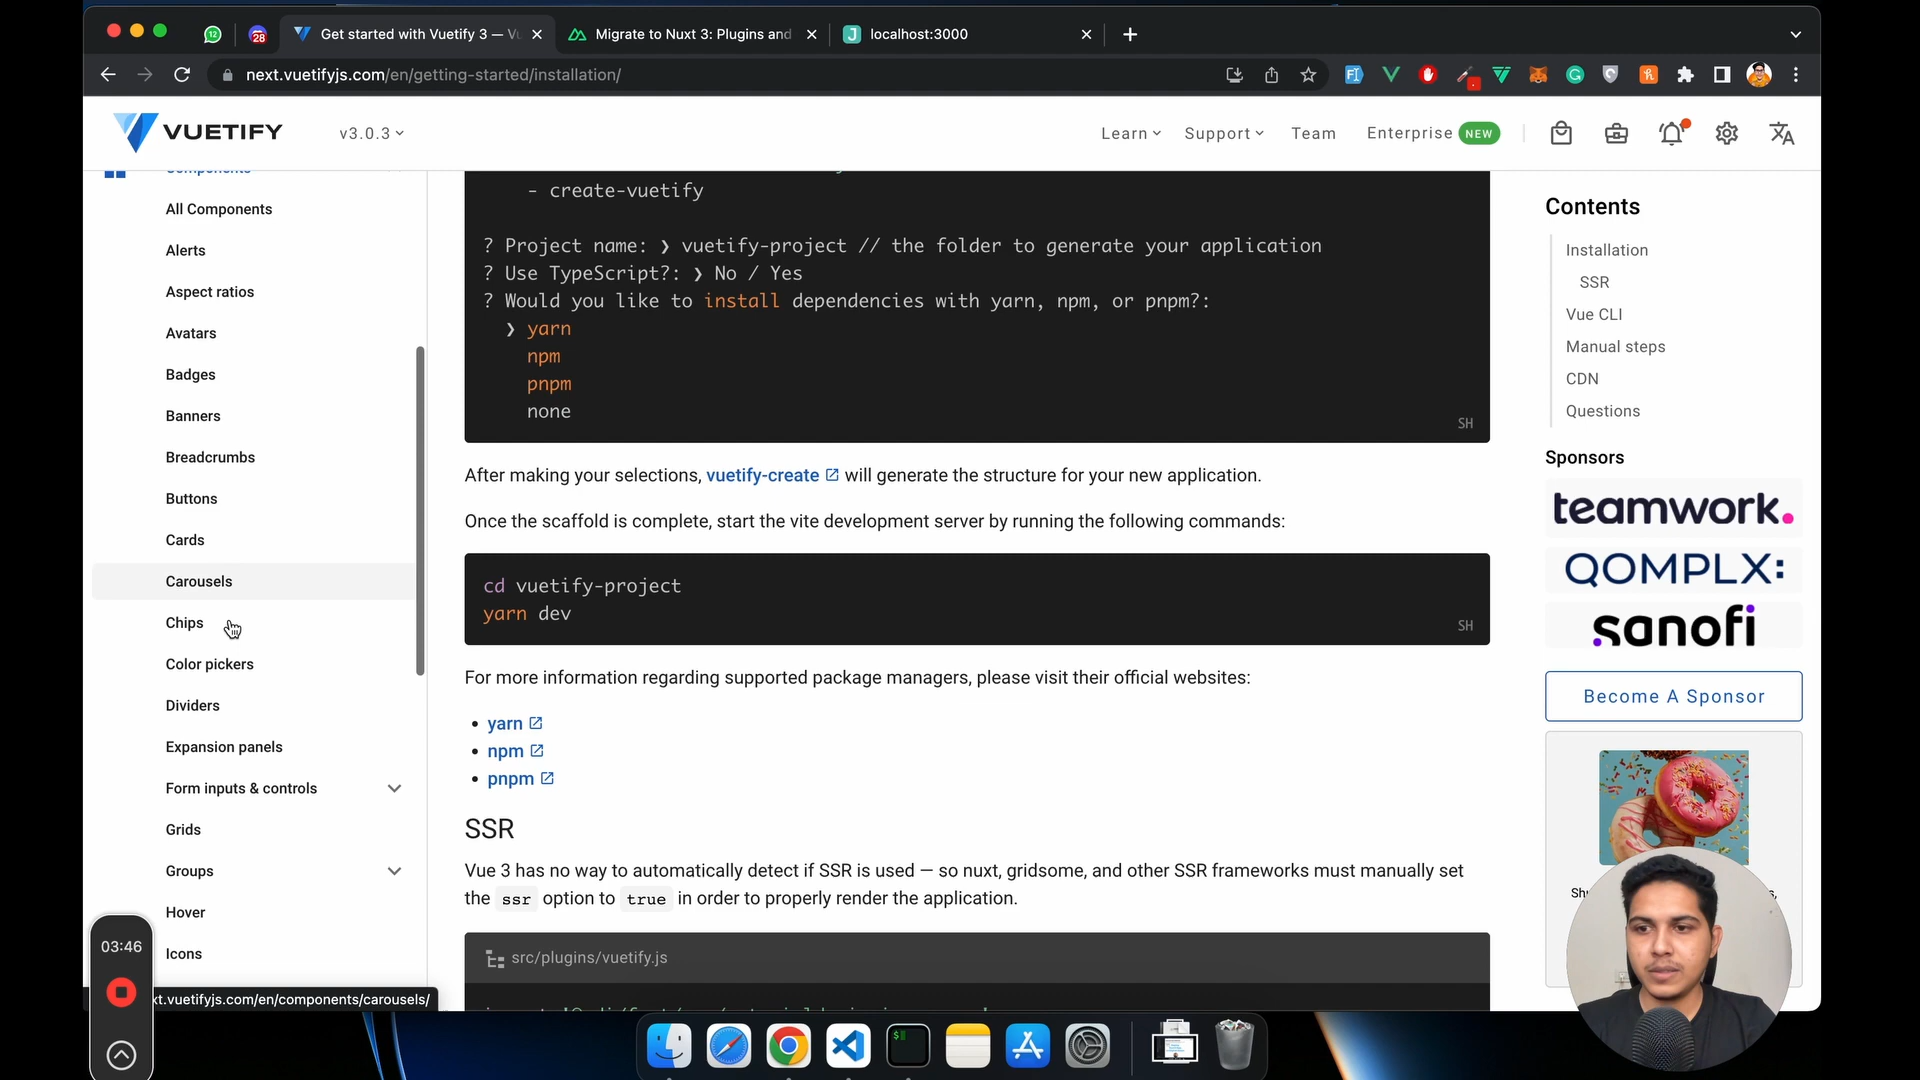 12
28
Get started with Vuetify 3 — Vu
Migrate to Nuxt 3: Plugins and
J
localhost:3000
next.vuetifyjs.com/en/getting-started/installation/
VUETIFY
v3.0.3
Learn
Support
Team
Enterprise NEW
Components
All Components
Alerts
Aspect ratios
Avatars
Badges
Banners
Breadcrumbs
Buttons
Cards
Carousels
Chips
Color pickers
Dividers
Expansion panels
Form inputs & controls
Grids
Groups
Hover
Icons
- create-vuetify
? Project name: ❯ vuetify-project // the folder to generate your application
? Use TypeScript?: ❯ No / Yes
? Would you like to install dependencies with yarn, npm, or pnpm?:
❯ yarn
npm
pnpm
none
SH
After making your selections, vuetify-create will generate the structure for your new application.
Once the scaffold is complete, start the vite development server by running the following commands:
cd vuetify-project
yarn dev
SH
For more information regarding supported package managers, please visit their official websites:
• yarn
• npm
• pnpm
SSR
Vue 3 has no way to automatically detect if SSR is used — so nuxt, gridsome, and other SSR frameworks must manually set
the ssr option to true in order to properly render the application.
src/plugins/vuetify.js
Contents
Installation
SSR
Vue CLI
Manual steps
CDN
Questions
Sponsors
teamwork.
QOMPLX:
sanofi
Become A Sponsor
03:46
xt.vuetifyjs.com/en/components/carousels/